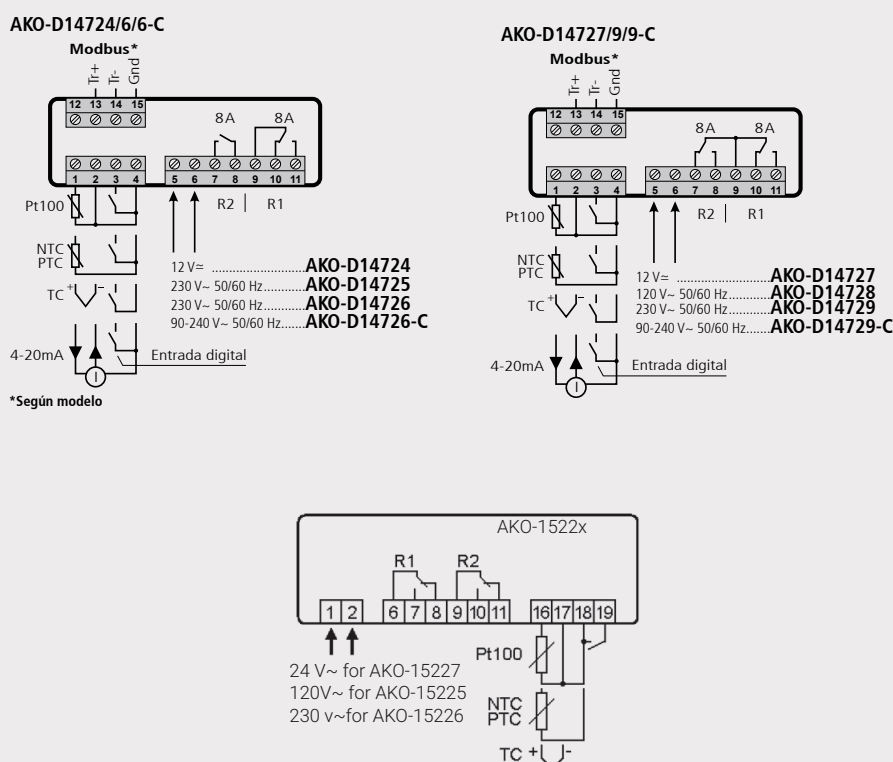 AKO-D14724/6/6-C
Modbus*
Tr+ Tr- Gnd
12 13 14 15
8A 8A
1 2 3 4 5 6 7 8 9 10 11
Pt100
R2 | R1
NTC
PTC
TC + -
4-20mA
I
Entrada digital
12 V≂ ........................AKO-D14724
230 V~ 50/60 Hz..........AKO-D14725
230 V~ 50/60 Hz..........AKO-D14726
90-240 V~ 50/60 Hz......AKO-D14726-C
*Según modelo
AKO-D14727/9/9-C
Modbus*
Tr+ Tr- Gnd
12 13 14 15
8A 8A
1 2 3 4 5 6 7 8 9 10 11
Pt100
R2 | R1
NTC
PTC
TC + -
4-20mA
I
Entrada digital
12 V≂ ......................AKO-D14727
120 V~ 50/60 Hz..........AKO-D14728
230 V~ 50/60 Hz..........AKO-D14729
90-240 V~ 50/60 Hz......AKO-D14729-C
AKO-1522x
R1 R2
1 2 6 7 8 9 10 11 16 17 18 19
Pt100
24 V~ for AKO-15227
120V~ for AKO-15225
230 v~for AKO-15226
NTC
PTC
TC + -